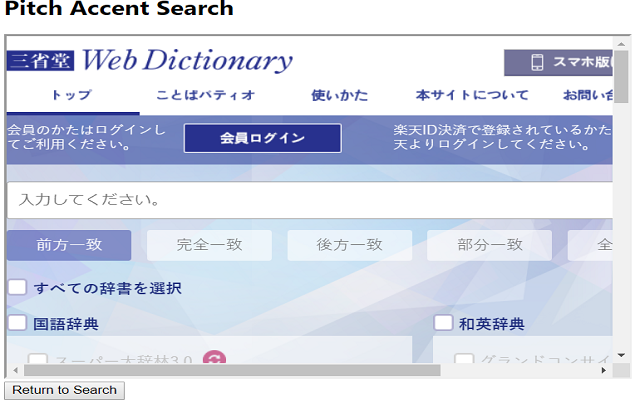 Pitch Accent Search
三省堂 Web Dictionary
スマホ版
トップ ことばパティオ 使いかた 本サイトについて お問い合
会員のかたはログインし
てご利用ください。
会員ログイン
楽天ID決済で登録されているかた
天よりログインしてください。
入力してください。
前方一致 完全一致 後方一致 部分一致 全
すべての辞書を選択
国語辞典 和英辞典
スーパー大辞林3.0 グランドコンサイ
Return to Search